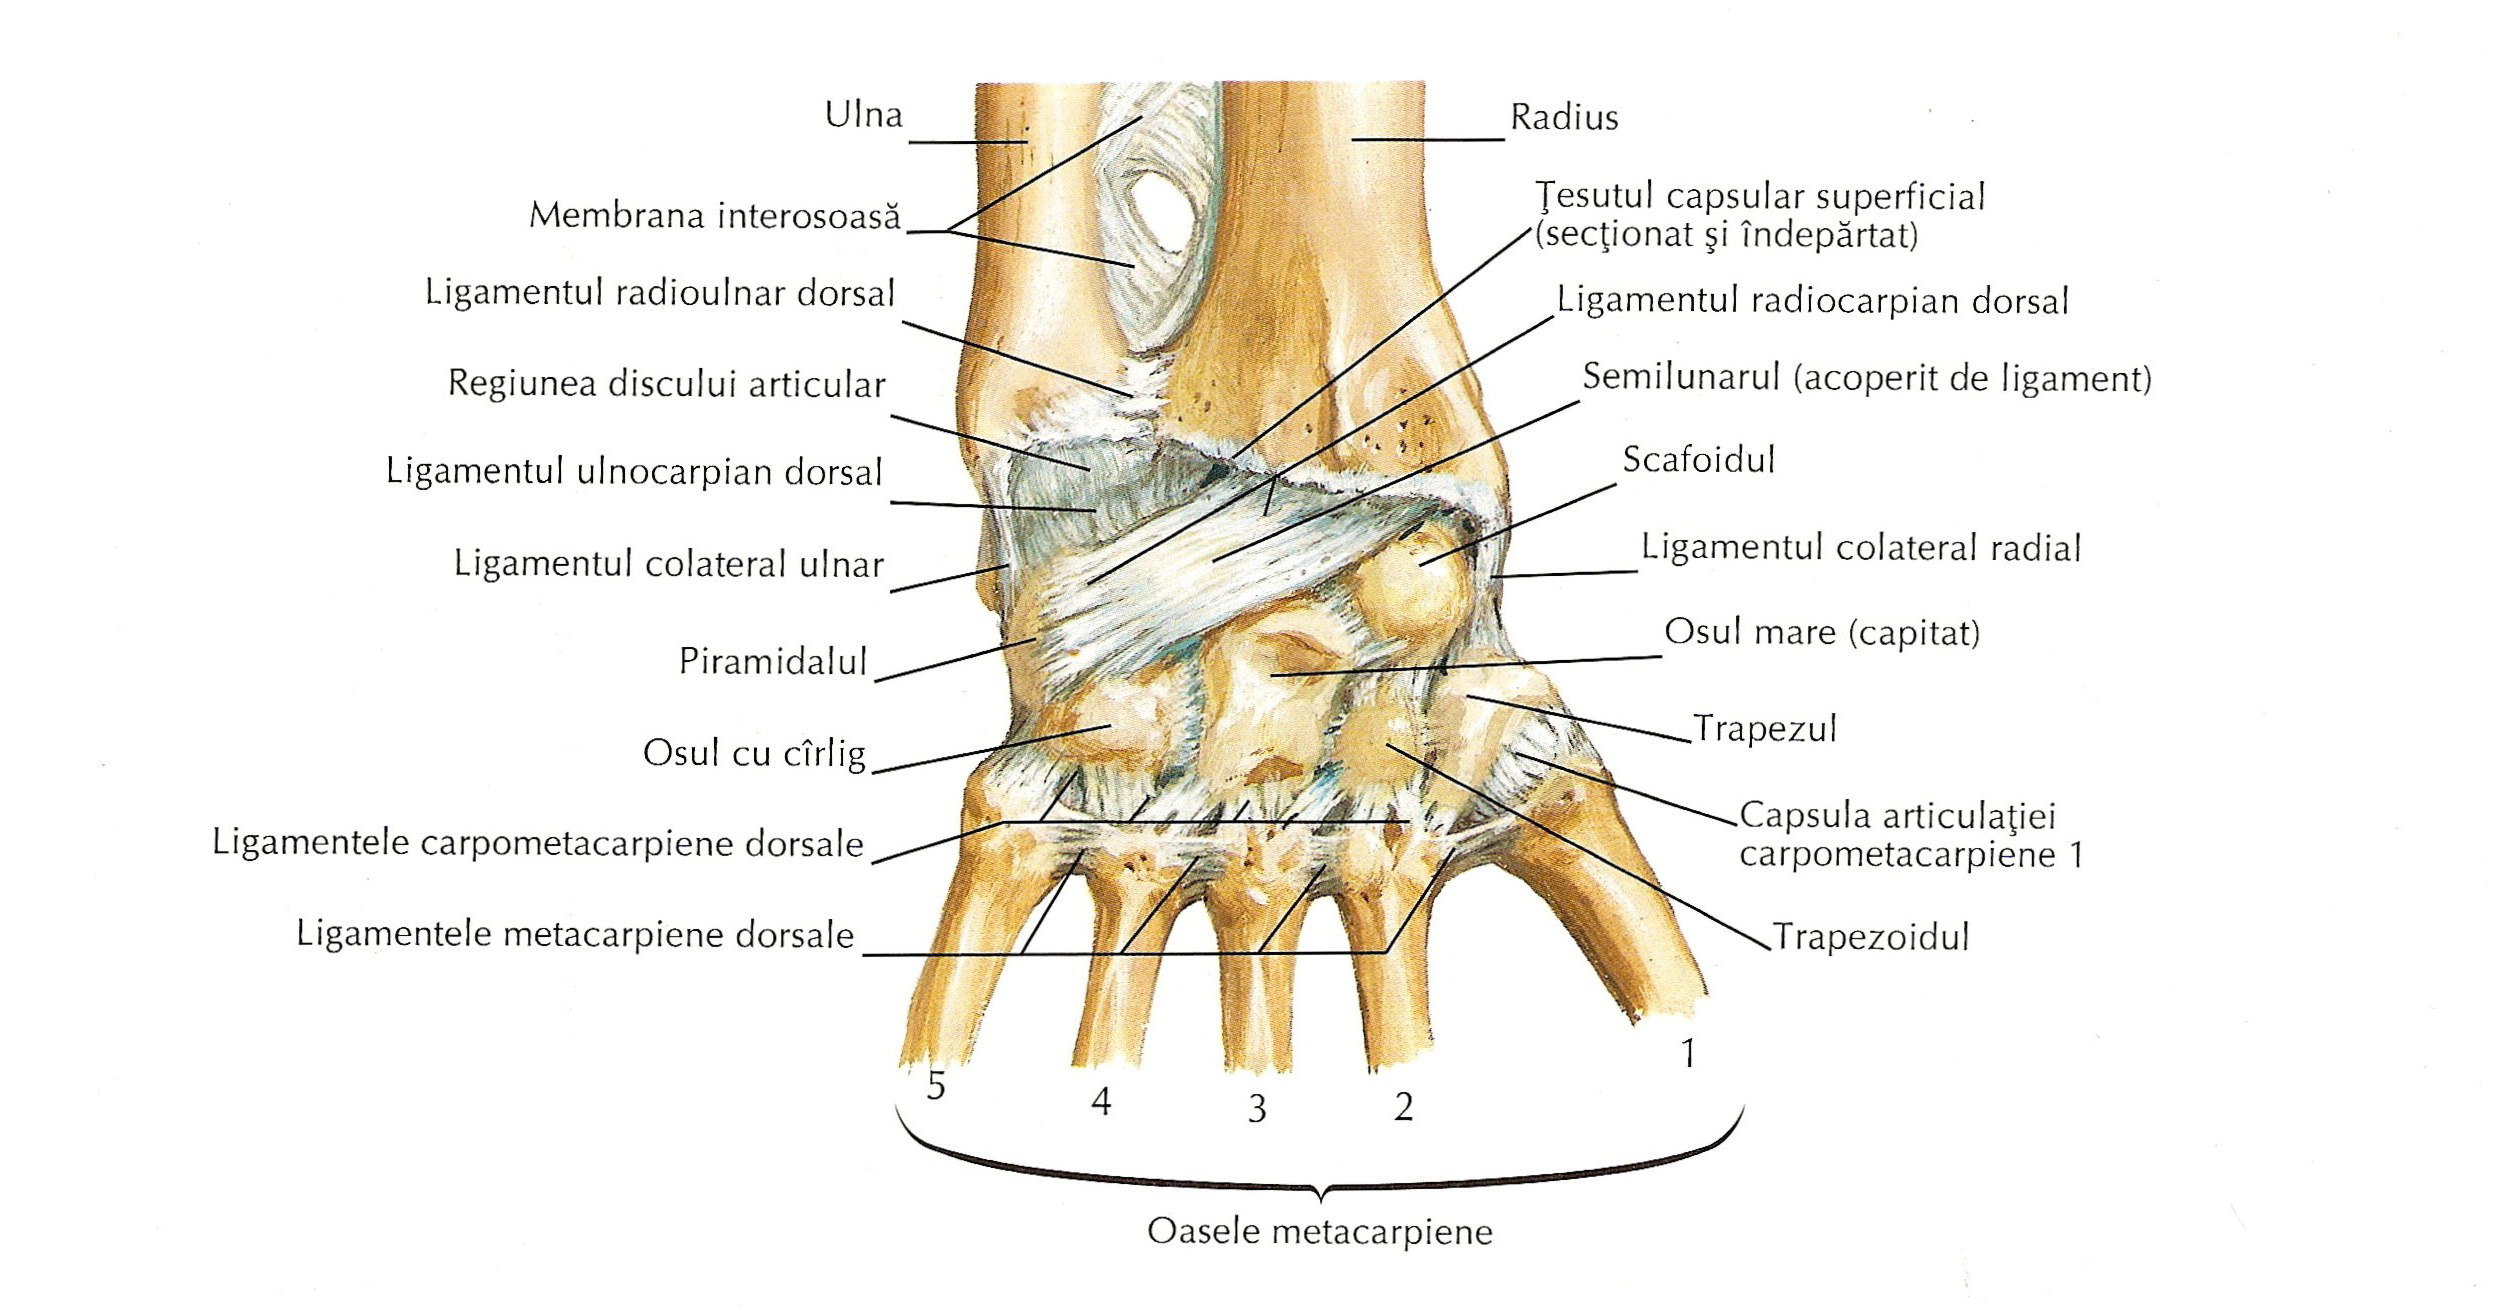 Ulna
Membrana interosoasă
Ligamentul radioulnar dorsal
Regiunea discului articular
Ligamentul ulnocarpian dorsal
Ligamentul colateral ulnar
Piramidalul
Osul cu cîrlig
Ligamentele carpometacarpiene dorsale
Ligamentele metacarpiene dorsale
Radius
Ţesutul capsular superficial
(secţionat şi îndepărtat)
Ligamentul radiocarpian dorsal
Semilunarul (acoperit de ligament)
Scafoidul
Ligamentul colateral radial
Osul mare (capitat)
Trapezul
Capsula articulaţiei
carpometacarpiene 1
Trapezoidul
5 4 3 2 1
Oasele metacarpiene